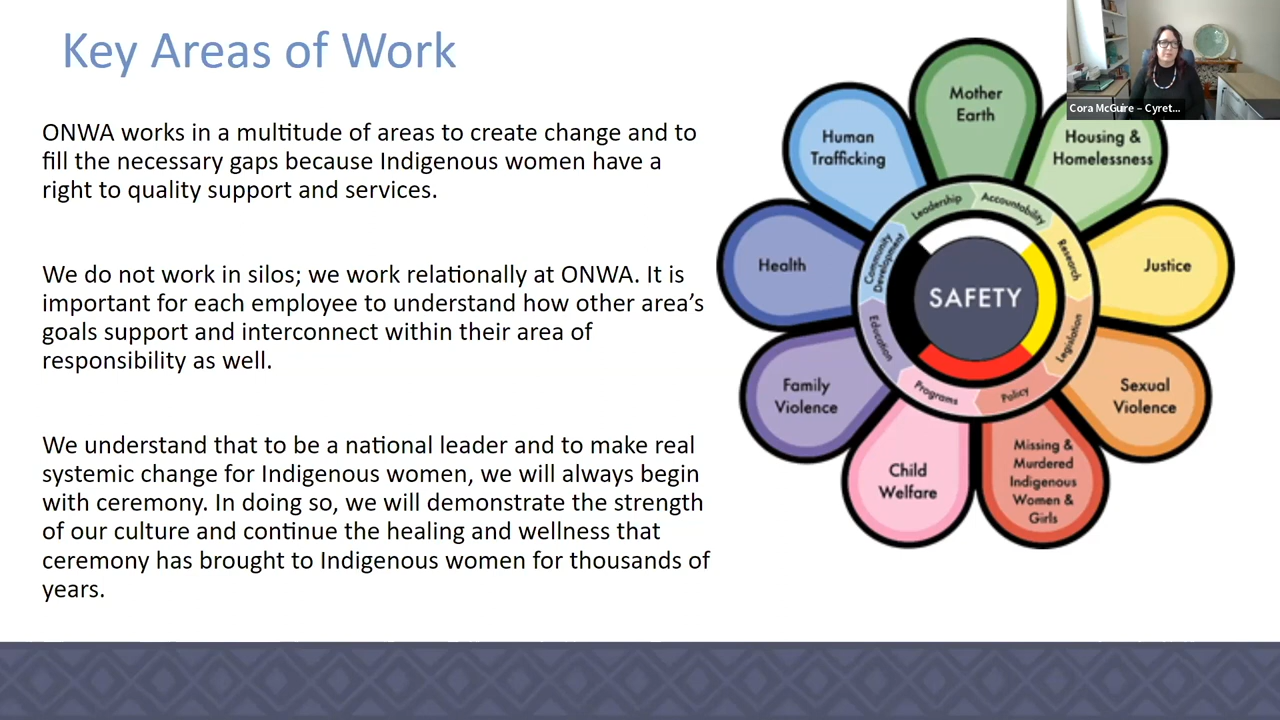 Key Areas of Work
ONWA works in a multitude of areas to create change and to
fill the necessary gaps because Indigenous women have a
right to quality support and services.
We do not work in silos; we work relationally at ONWA. It is
important for each employee to understand how other area's
goals support and interconnect within their area of
responsibility as well.
We understand that to be a national leader and to make real
systemic change for Indigenous women, we will always begin
with ceremony. In doing so, we will demonstrate the strength
of our culture and continue the healing and wellness that
ceremony has brought to Indigenous women for thousands of
years.
Mother
Earth
Housing &
Homelessness
Justice
Sexual
Violence
Missing &
Murdered
Indigenous
Women &
Girls
Child
Welfare
Family
Violence
Health
Human
Trafficking
Leadership
Accountability
Research
Legislation
Policy
Programs
Education
Community
Development
SAFETY
Cora McGuire – Cyret...